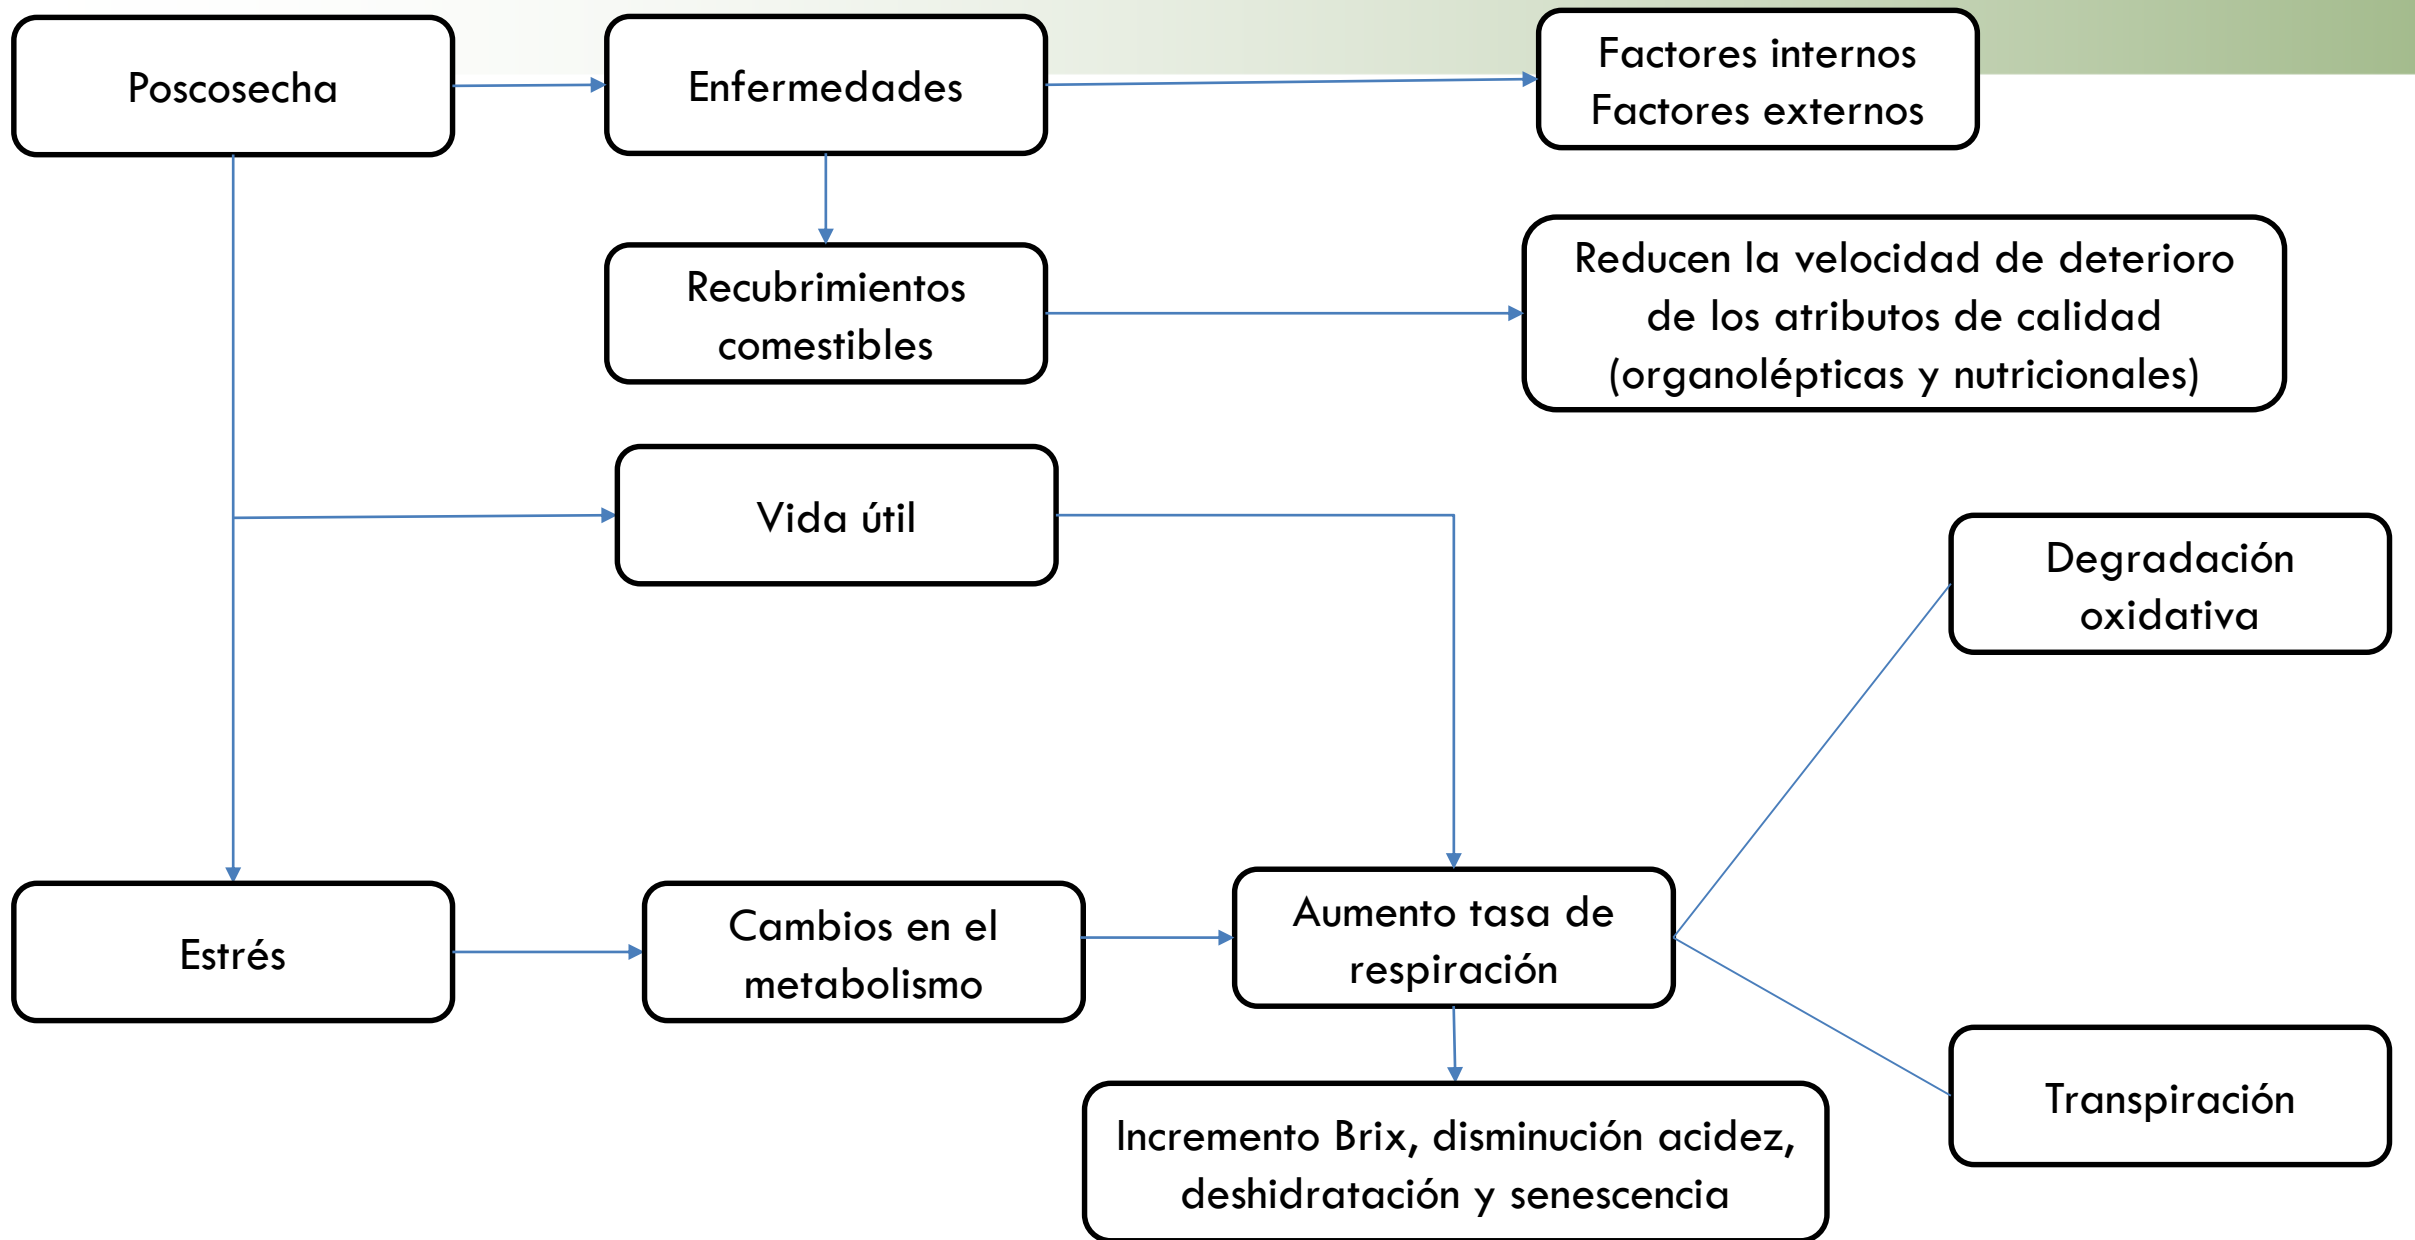 Poscosecha
Enfermedades
Factores internos
Factores externos
Recubrimientos
comestibles
Reducen la velocidad de deterioro
de los atributos de calidad
(organolépticas y nutricionales)
Vida útil
Degradación
oxidativa
Estrés
Cambios en el
metabolismo
Aumento tasa de
respiración
Transpiración
Incremento Brix, disminución acidez,
deshidratación y senescencia